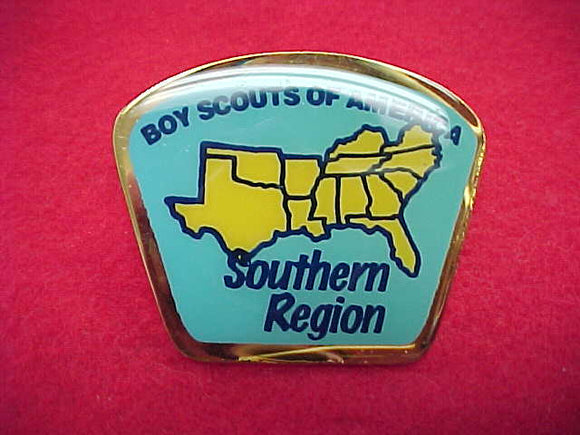 BOY SCOUTS OF AMERICA
Southern
Region